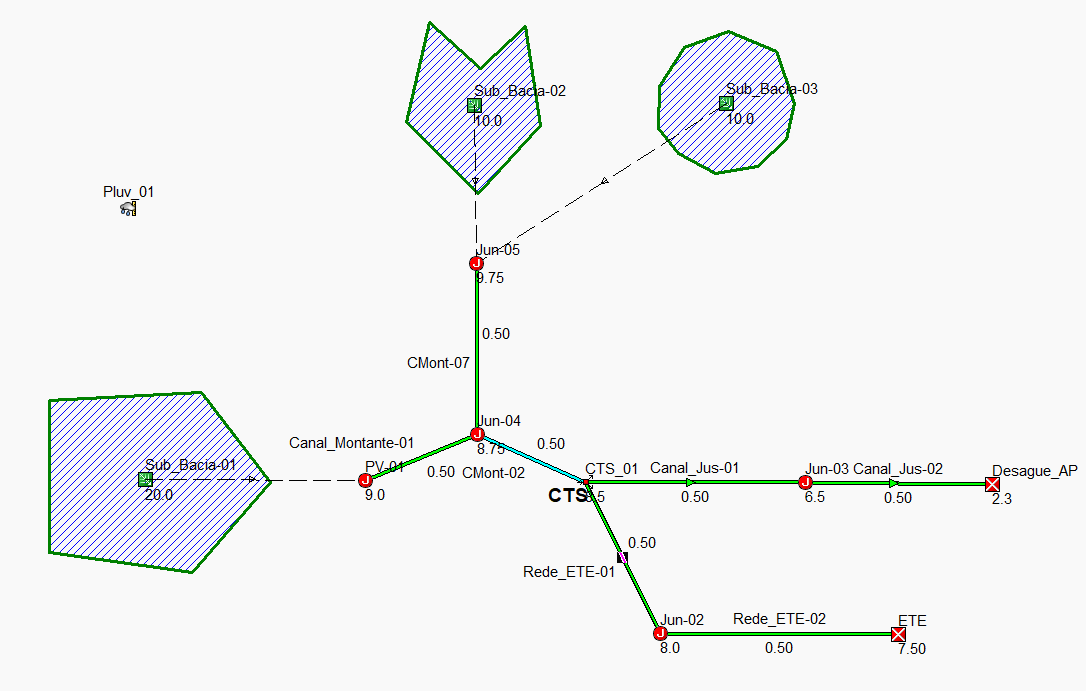 Sub_Bacia-02
10.0
Sub_Bacia-03
10.0
Pluv_01
Jun-05
9.75
0.50
CMont-07
Jun-04
8.75
0.50
Canal_Montante-01
PV-01
0.50
CMont-02
9.0
Sub_Bacia-01
20.0
CTS_01
CTS
Canal_Jus-01
0.50
Jun-03
6.5
Canal_Jus-02
0.50
Desague_AP
2.3
0.50
Rede_ETE-01
Jun-02
8.0
Rede_ETE-02
0.50
ETE
7.50